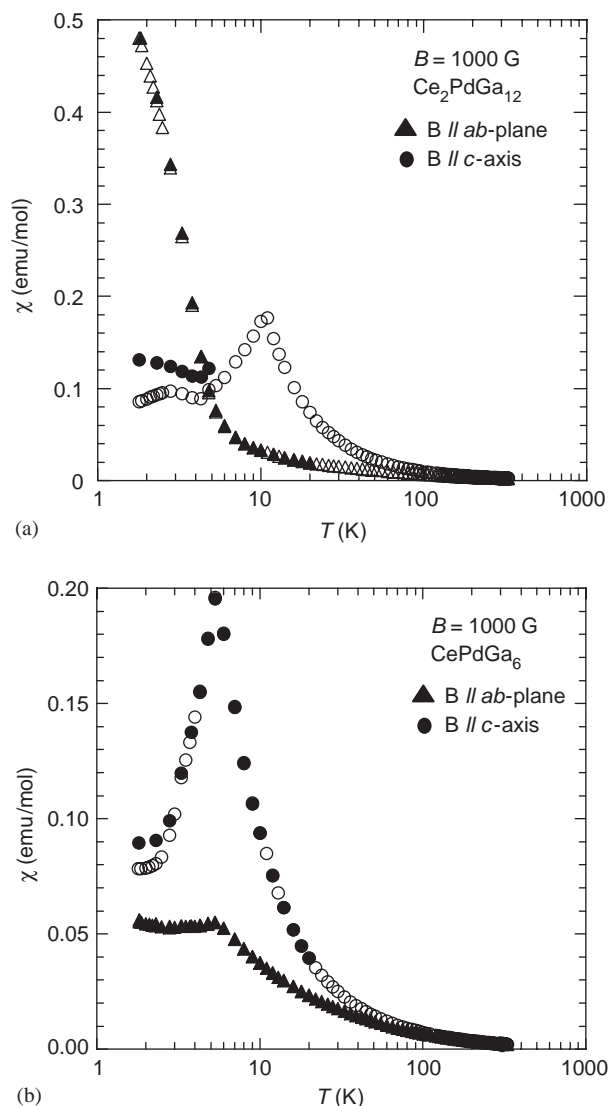 B = 1000 G
Ce₂PdGa₁₂
▲ B // ab-plane
● B // c-axis
χ (emu/mol)
0.5
0.4
0.3
0.2
0.1
0
1 10 100 1000
T (K)
(a)
B = 1000 G
CePdGa₆
▲ B // ab-plane
● B // c-axis
χ (emu/mol)
0.20
0.15
0.10
0.05
0.00
1 10 100 1000
T (K)
(b)